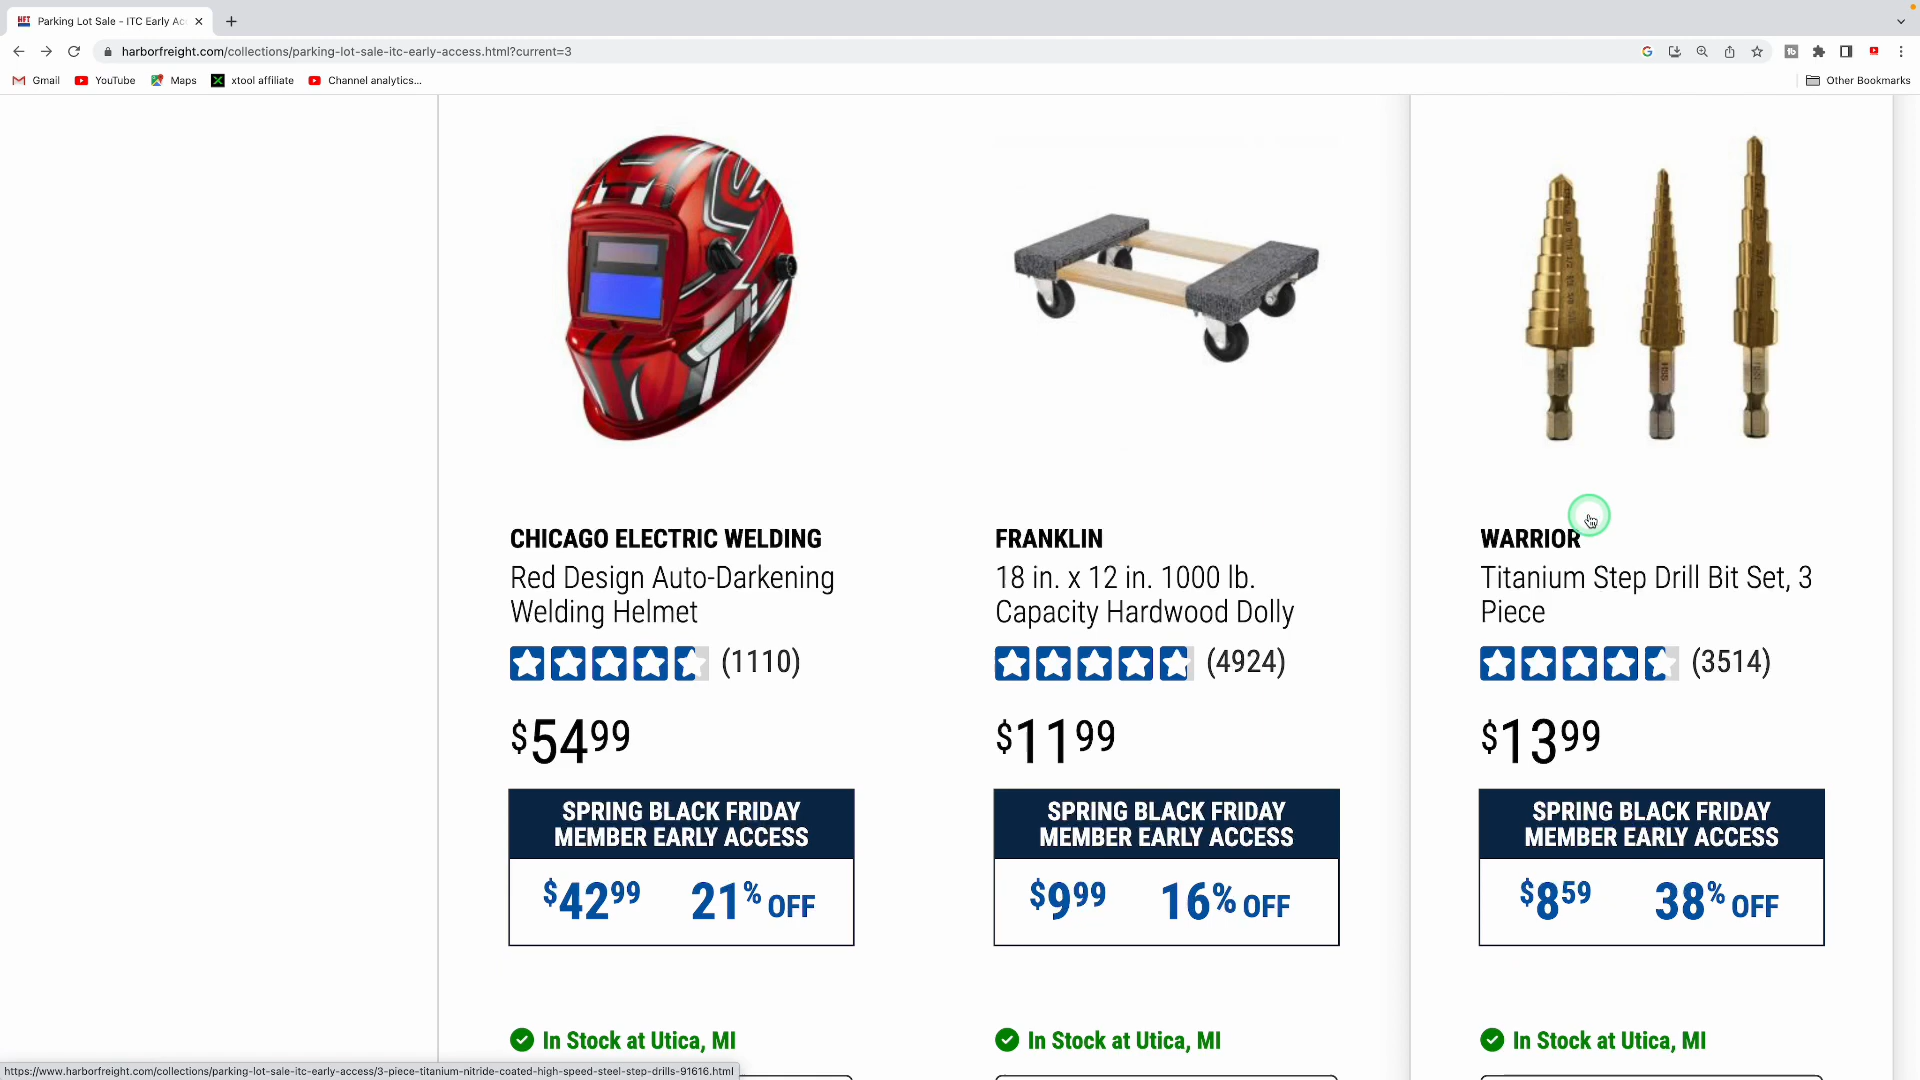 HFT Parking Lot Sale - ITC Early Ac
harborfreight.com/collections/parking-lot-sale-itc-early-access.html?current=3
Gmail YouTube Maps xtool affiliate Channel analytics... Other Bookmarks
CHICAGO ELECTRIC WELDING
Red Design Auto-Darkening
Welding Helmet
(1110)
$54.99
SPRING BLACK FRIDAY
MEMBER EARLY ACCESS
$42.99 21% OFF
In Stock at Utica, MI
FRANKLIN
18 in. x 12 in. 1000 lb.
Capacity Hardwood Dolly
(4924)
$11.99
SPRING BLACK FRIDAY
MEMBER EARLY ACCESS
$9.99 16% OFF
In Stock at Utica, MI
WARRIOR
Titanium Step Drill Bit Set, 3
Piece
(3514)
$13.99
SPRING BLACK FRIDAY
MEMBER EARLY ACCESS
$8.59 38% OFF
In Stock at Utica, MI
https://www.harborfreight.com/collections/parking-lot-sale-itc-early-access/3-piece-titanium-nitride-coated-high-speed-steel-step-drills-91616.html